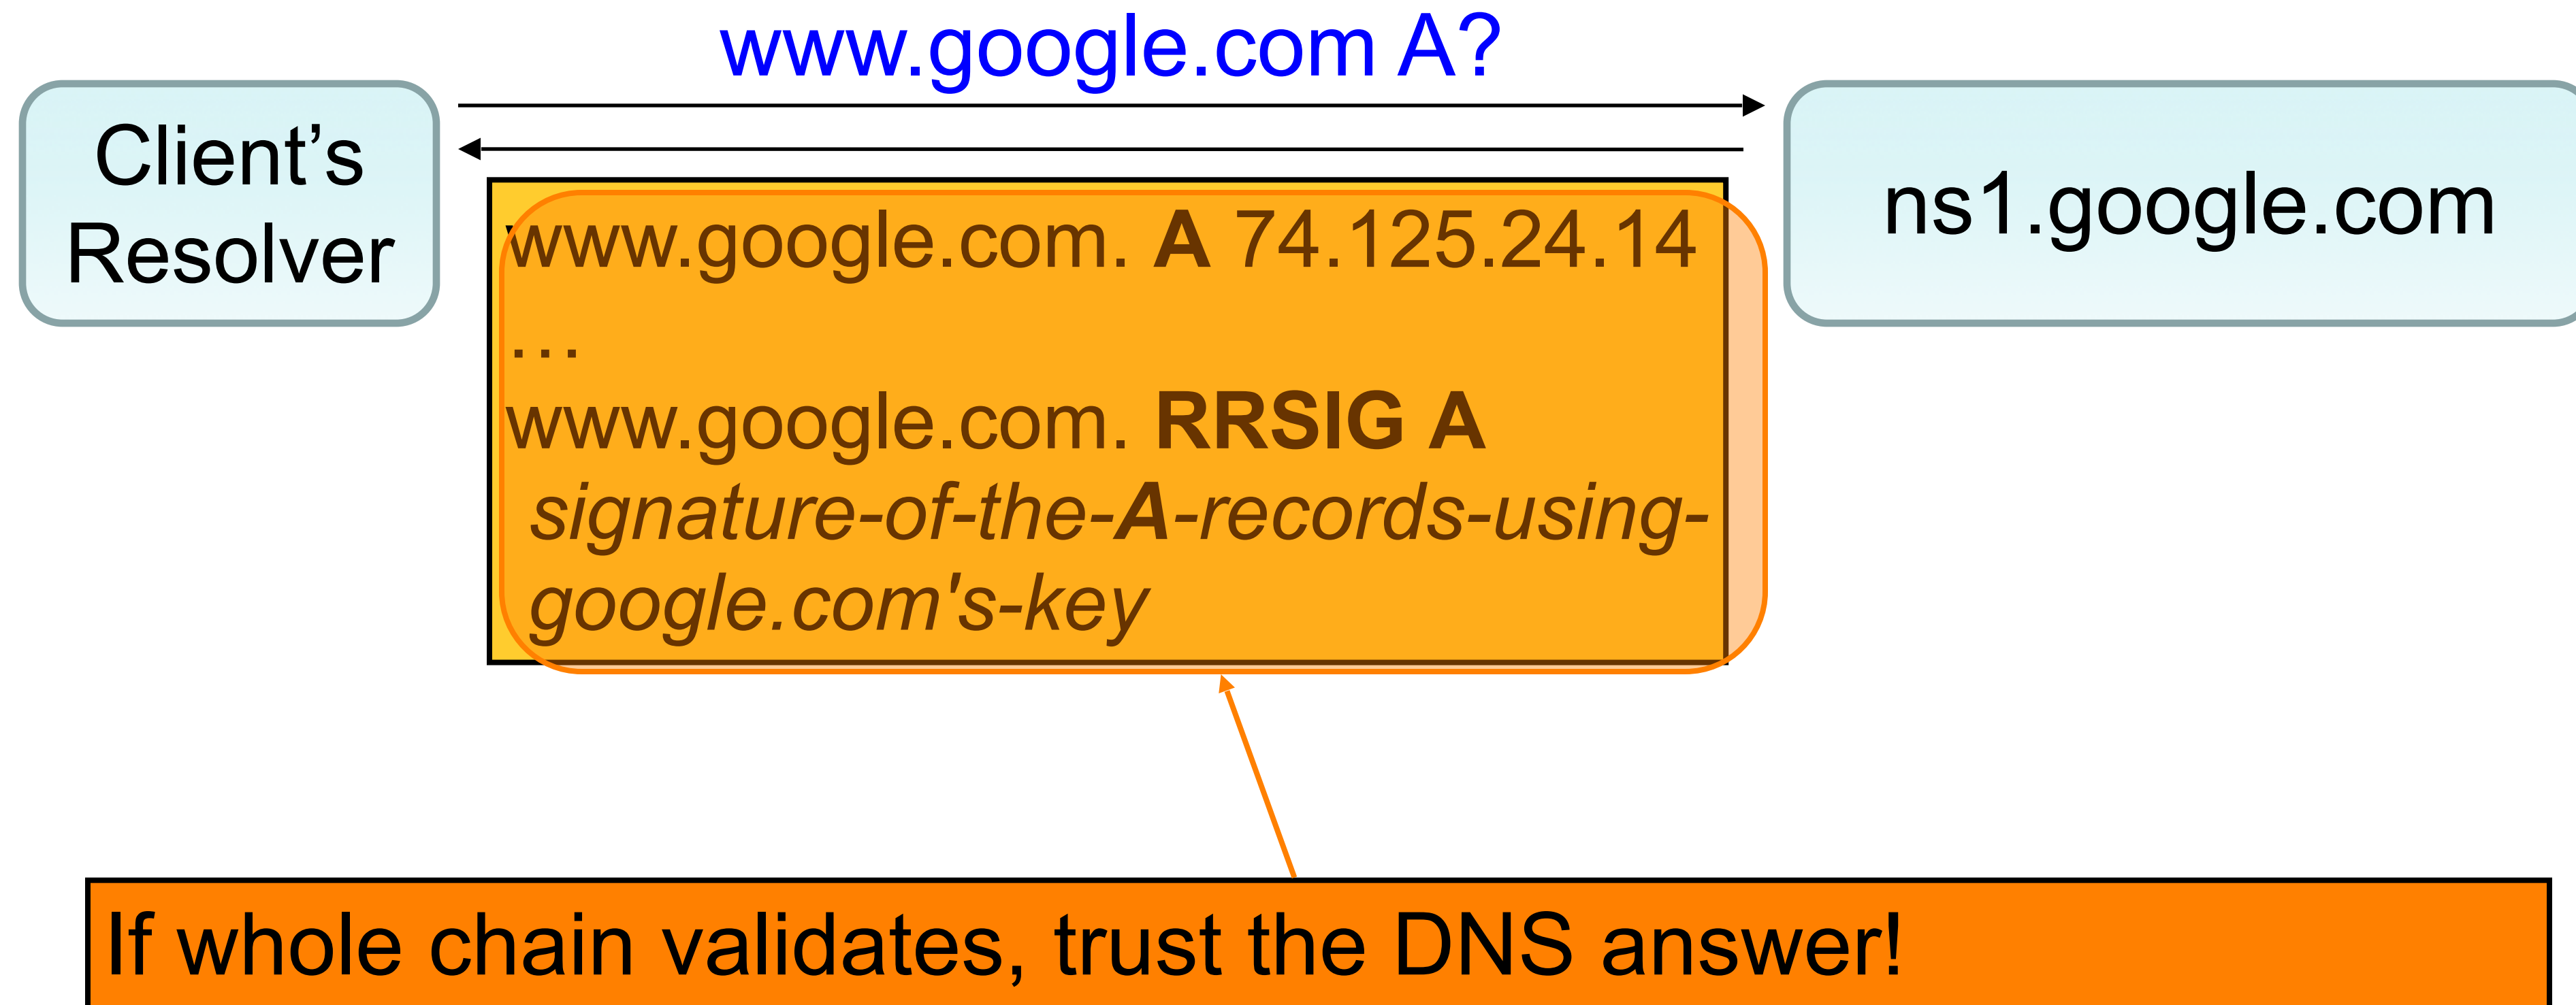 www.google.com A?
Client’s
Resolver
www.google.com. A 74.125.24.14
…
www.google.com. RRSIG A
signature-of-the-A-records-using-
google.com's-key
ns1.google.com
If whole chain validates, trust the DNS answer!